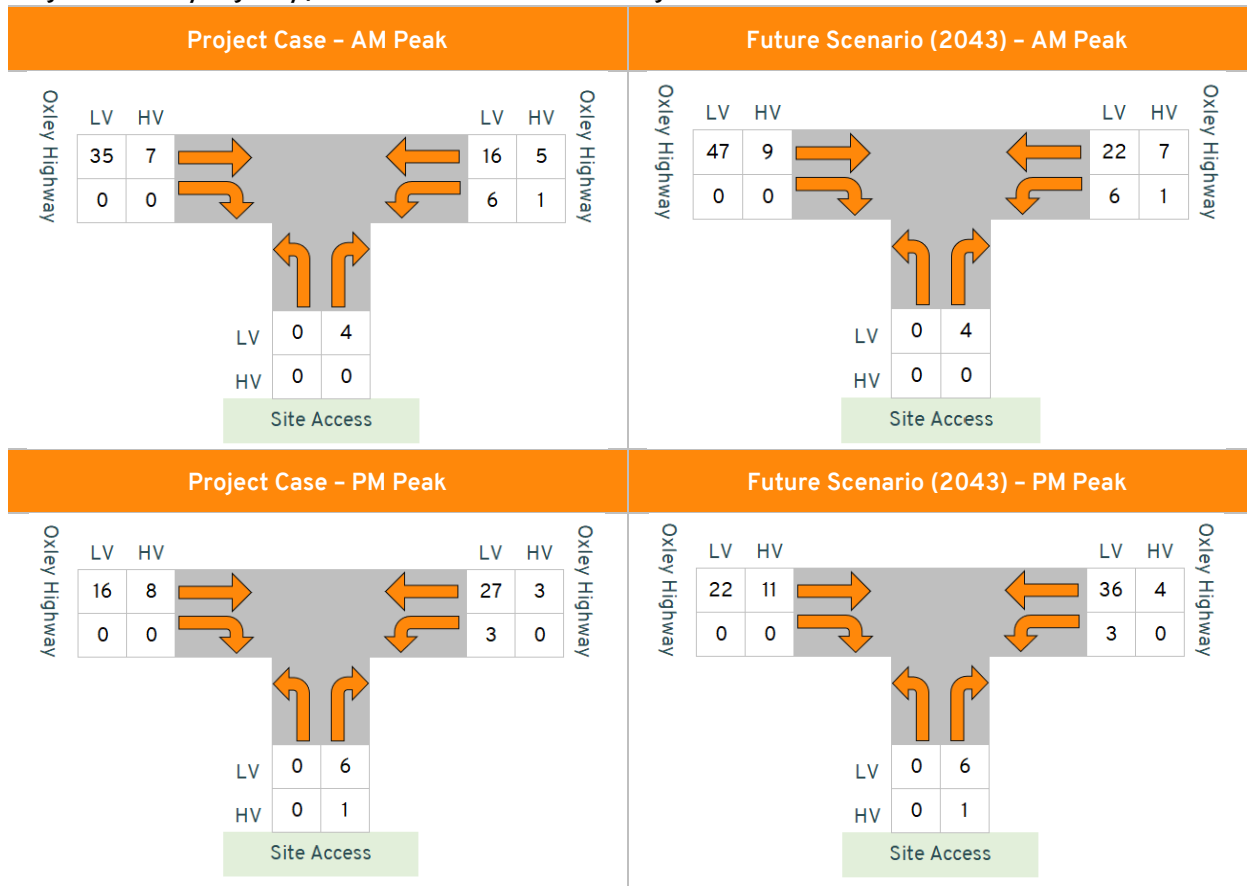 Project Case – AM Peak
Future Scenario (2043) – AM Peak
Oxley Highway
LV HV
35 7
0 0
LV HV
16 5
6 1
Oxley Highway
LV 0 4
HV 0 0
Site Access
Oxley Highway
LV HV
47 9
0 0
LV HV
22 7
6 1
Oxley Highway
LV 0 4
HV 0 0
Site Access
Project Case – PM Peak
Future Scenario (2043) – PM Peak
Oxley Highway
LV HV
16 8
0 0
LV HV
27 3
3 0
Oxley Highway
LV 0 6
HV 0 1
Site Access
Oxley Highway
LV HV
22 11
0 0
LV HV
36 4
3 0
Oxley Highway
LV 0 6
HV 0 1
Site Access